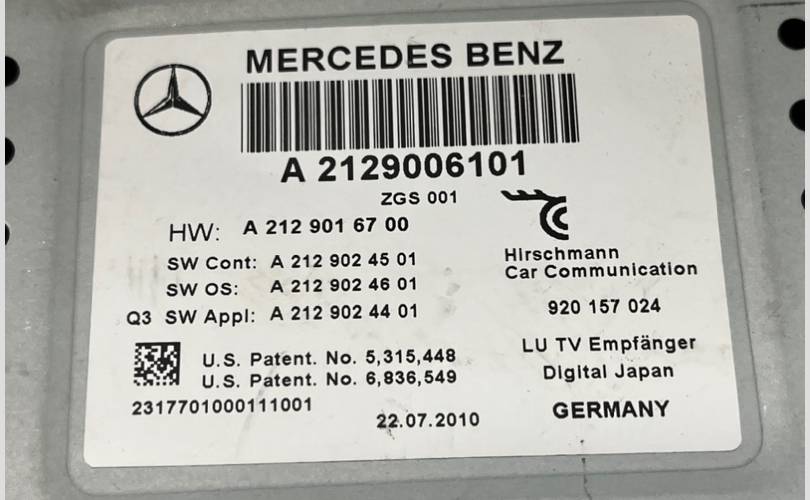 MERCEDES BENZ
A 2129006101
ZGS 001
HW: A 212 901 67 00
SW Cont: A 212 902 45 01
SW OS: A 212 902 46 01
Q3 SW Appl: A 212 902 44 01
Hirschmann
Car Communication
920 157 024
LU TV Empfänger
Digital Japan
GERMANY
U.S. Patent. No. 5,315,448
U.S. Patent. No. 6,836,549
2317701000111001
22.07.2010